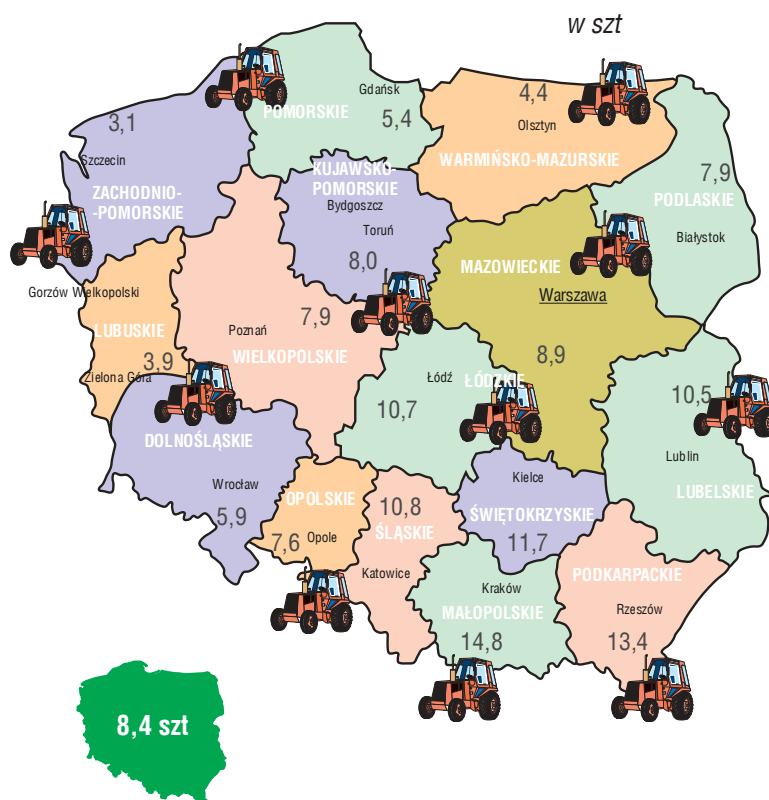 w szt
Gdańsk
POMORSKIE
5,4
4,4
Olsztyn
WARMIŃSKO-MAZURSKIE
3,1
Szczecin
ZACHODNIO-
-POMORSKIE
KUJAWSKO-
POMORSKIE
Bydgoszcz
Toruń
8,0
7,9
PODLASKIE
Białystok
MAZOWIECKIE
Warszawa
8,9
Gorzów Wielkopolski
LUBUSKIE
3,9
Zielona Góra
7,9
Poznań
WIELKOPOLSKIE
Łódź
ŁÓDZKIE
10,7
10,5
Lublin
LUBELSKIE
DOLNOŚLĄSKIE
Wrocław
5,9
OPOLSKIE
7,6
Opole
10,8
ŚLĄSKIE
Katowice
Kielce
ŚWIĘTOKRZYSKIE
11,7
Kraków
MAŁOPOLSKIE
14,8
PODKARPACKIE
Rzeszów
13,4
8,4 szt